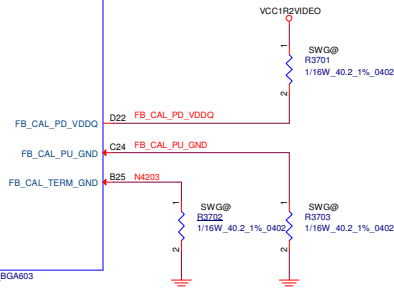 VCC1R2VIDEO
1
SWG@
R3701
1/16W_40.2_1%_0402
2
FB_CAL_PD_VDDQ
D22
FB_CAL_PD_VDDQ
FB_CAL_PU_GND
C24
FB_CAL_PU_GND
FB_CAL_TERM_GND
B25
N4203
1
SWG@
R3702
1/16W_40.2_1%_0402
2
1
SWG@
R3703
1/16W_40.2_1%_0402
2
_BGA603